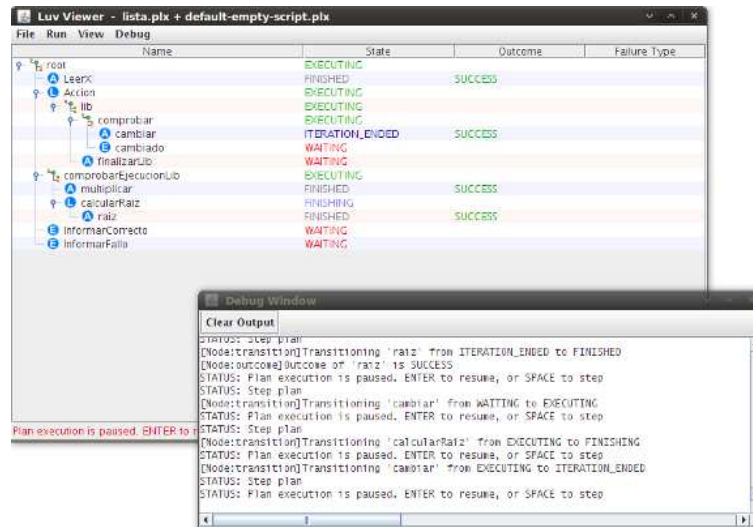 Luv Viewer - lista.plx + default-empty-script.plx
File Run View Debug
Name State Outcome Failure Type
root EXECUTING
A LeerX FINISHED SUCCESS
L Accion EXECUTING
lib EXECUTING
comprobar EXECUTING
A cambiar ITERATION_ENDED SUCCESS
E cambiado WAITING
A finalizarLib WAITING
comprobarEjecucionLib EXECUTING
A multiplicar FINISHED SUCCESS
L calcularRaiz FINISHING
A raiz FINISHED SUCCESS
E InformarCorrecto WAITING
E InformarFallo WAITING
Plan execution is paused. ENTER to r
Debug Window
Clear Output
STATUS: Step plan
[Node:transition]Transitioning 'raiz' from ITERATION_ENDED to FINISHED
[Node:outcome]Outcome of 'raiz' is SUCCESS
STATUS: Plan execution is paused. ENTER to resume, or SPACE to step
STATUS: Step plan
[Node:transition]Transitioning 'cambiar' from WAITING to EXECUTING
STATUS: Plan execution is paused. ENTER to resume, or SPACE to step
STATUS: Step plan
[Node:transition]Transitioning 'calcularRaiz' from EXECUTING to FINISHING
STATUS: Plan execution is paused. ENTER to resume, or SPACE to step
[Node:transition]Transitioning 'cambiar' from EXECUTING to ITERATION_ENDED
STATUS: Step plan
STATUS: Plan execution is paused. ENTER to resume, or SPACE to step